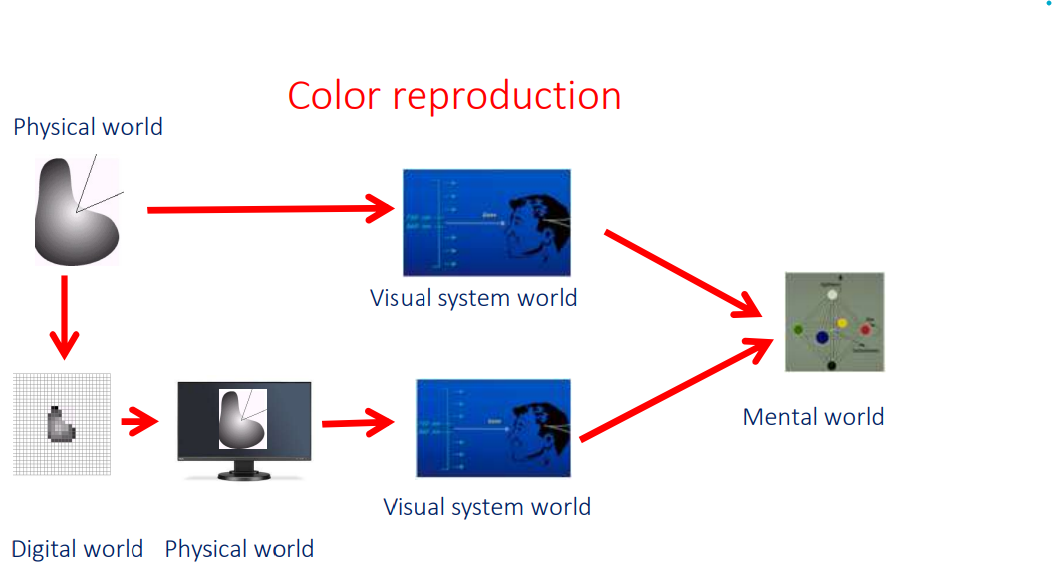 Color reproduction
Physical world
Visual system world
Mental world
Visual system world
Digital world
Physical world